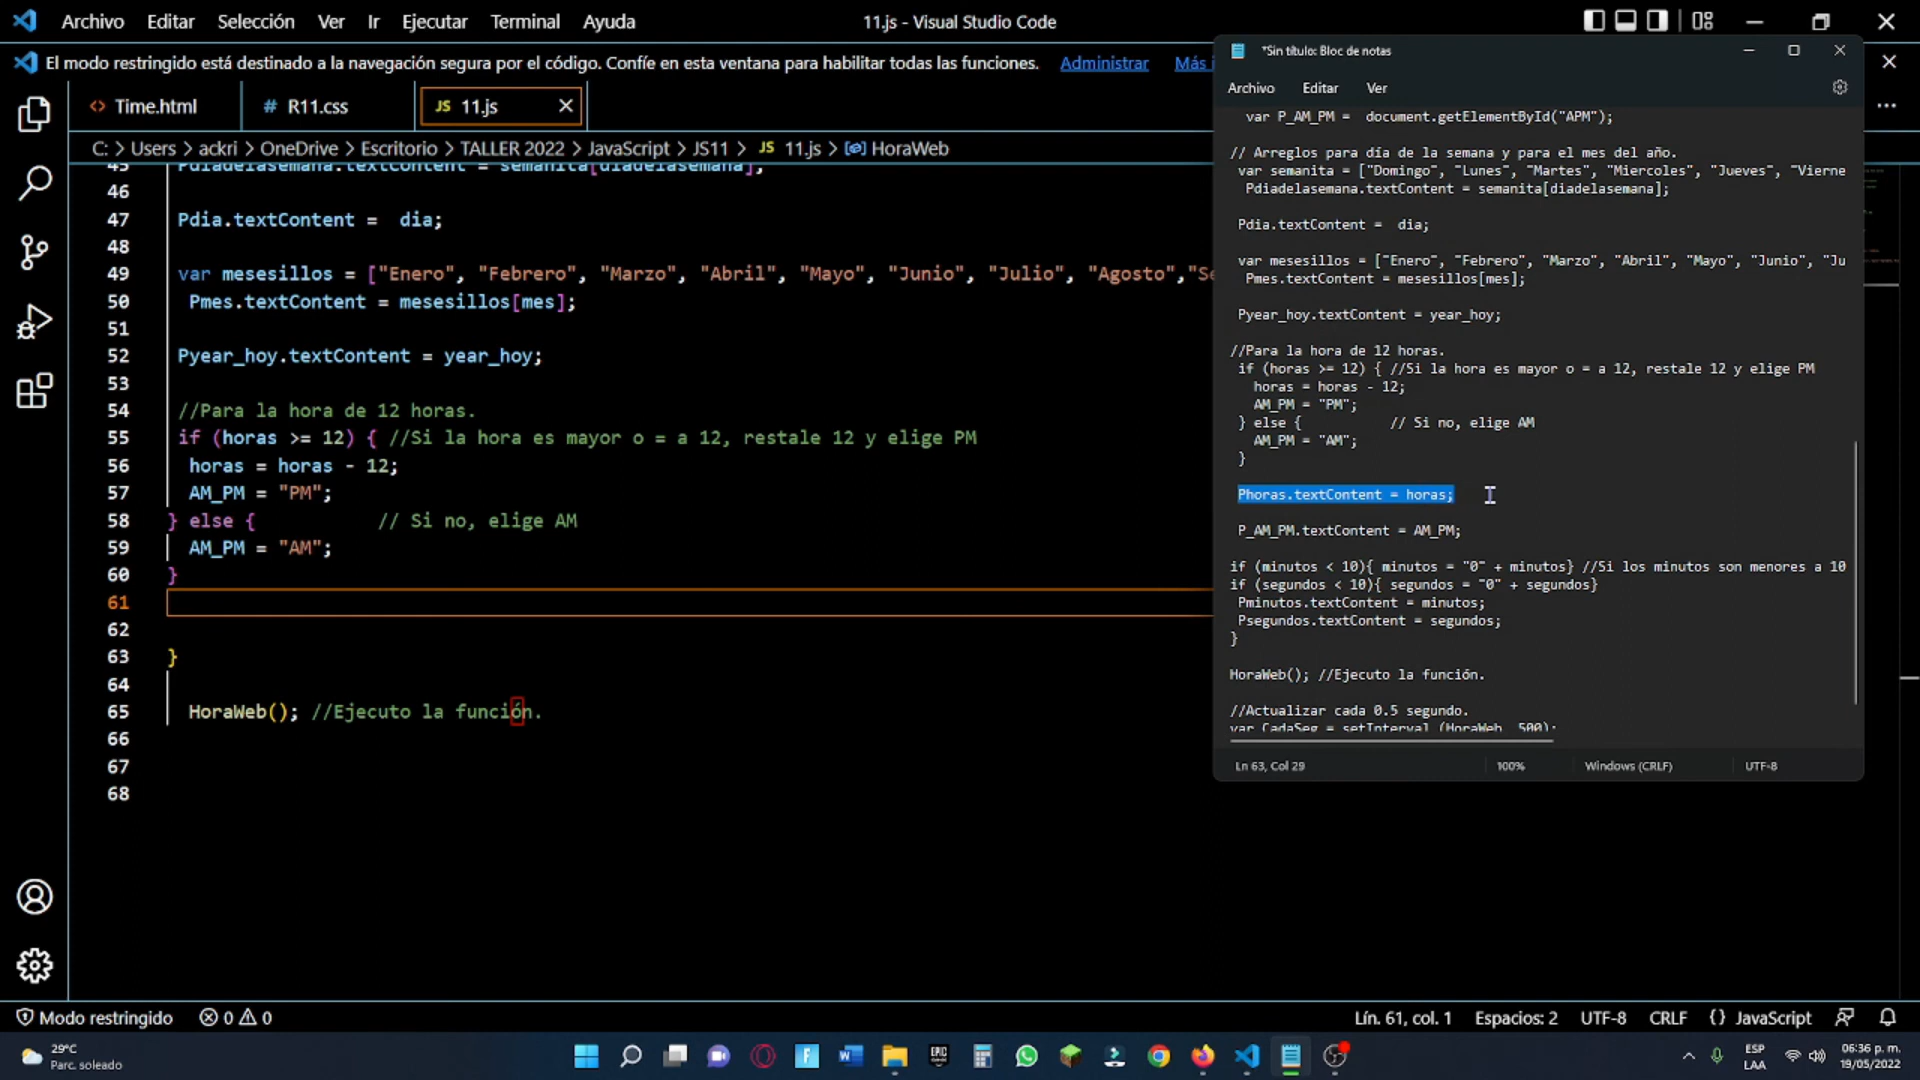 Archivo Editar Selección Ver Ir Ejecutar Terminal Ayuda
11.js - Visual Studio Code
El modo restringido está destinado a la navegación segura por el código. Confíe en esta ventana para habilitar todas las funciones. Administrar Más i
Time.html
# R11.css
JS 11.js
C: > Users > ackri > OneDrive > Escritorio > TALLER 2022 > JavaScript > JS11 > JS 11.js > HoraWeb
45 Pdiadelasemana.textContent = semanita[diadelasemana];
46
47 Pdia.textContent =  dia;
48
49 var mesesillos = ["Enero", "Febrero", "Marzo", "Abril", "Mayo", "Junio", "Julio", "Agosto","Se
50 Pmes.textContent = mesesillos[mes];
51
52 Pyear_hoy.textContent = year_hoy;
53
54 //Para la hora de 12 horas.
55 if (horas >= 12) { //Si la hora es mayor o = a 12, restale 12 y elige PM
56 horas = horas - 12;
57 AM_PM = "PM";
58 } else { // Si no, elige AM
59 AM_PM = "AM";
60 }
61
62
63 }
64
65 HoraWeb(); //Ejecuto la función.
66
67
68
*Sin título: Bloc de notas
Archivo Editar Ver
var P_AM_PM =  document.getElementById("APM");
// Arreglos para día de la semana y para el mes del año.
var semanita = ["Domingo", "Lunes", "Martes", "Miercoles", "Jueves", "Vierne
Pdiadelasemana.textContent = semanita[diadelasemana];
Pdia.textContent =  dia;
var mesesillos = ["Enero", "Febrero", "Marzo", "Abril", "Mayo", "Junio", "Ju
Pmes.textContent = mesesillos[mes];
Pyear_hoy.textContent = year_hoy;
//Para la hora de 12 horas.
if (horas >= 12) { //Si la hora es mayor o = a 12, restale 12 y elige PM
horas = horas - 12;
AM_PM = "PM";
} else { // Si no, elige AM
AM_PM = "AM";
}
Phoras.textContent = horas;
P_AM_PM.textContent = AM_PM;
if (minutos < 10){ minutos = "0" + minutos} //Si los minutos son menores a 10
if (segundos < 10){ segundos = "0" + segundos}
Pminutos.textContent = minutos;
Psegundos.textContent = segundos;
}
HoraWeb(); //Ejecuto la función.
//Actualizar cada 0.5 segundo.
var CadaSeg = setInterval (HoraWeb, 500);
Ln 63, Col 29 100% Windows (CRLF) UTF-8
Modo restringido 0 0 Lín. 61, col. 1 Espacios: 2 UTF-8 CRLF {} JavaScript
29°C
Parc. soleado
EPIC
ESP
LAA
06:36 p. m.
19/05/2022